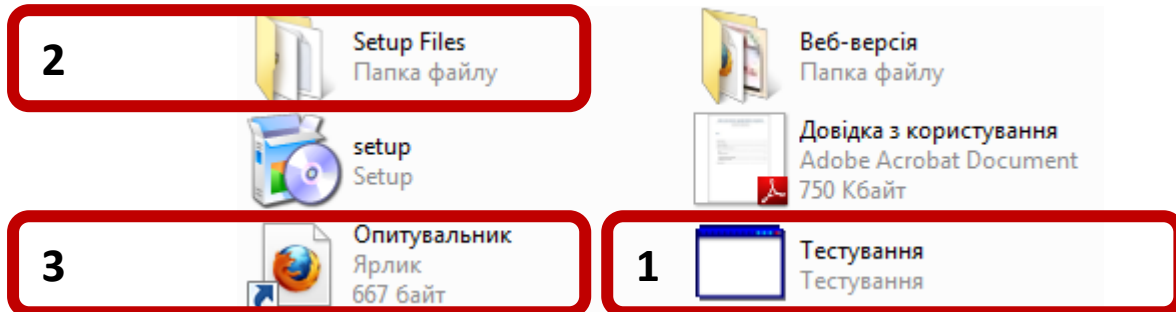 2
Setup Files
Папка файлу
Веб-версія
Папка файлу
setup
Setup
Довідка з користування
Adobe Acrobat Document
750 Кбайт
3
Опитувальник
Ярлик
667 байт
1
Тестування
Тестування